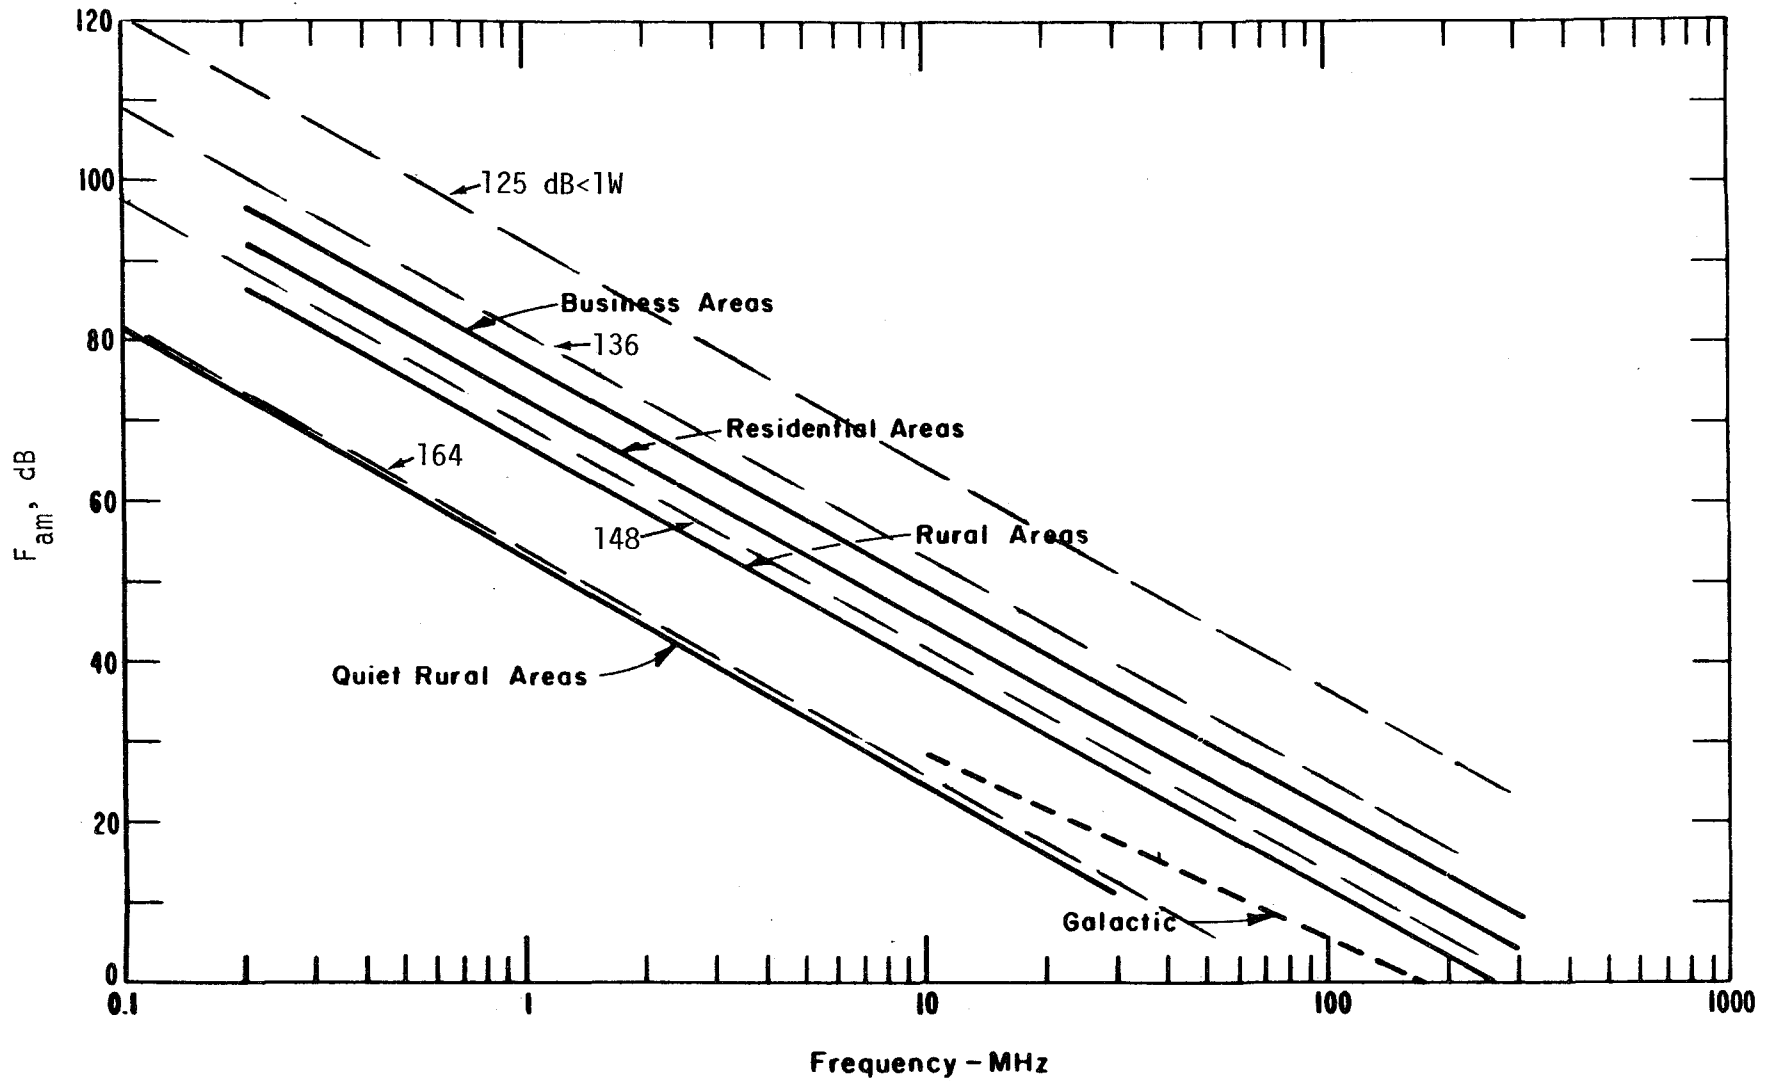 120
100
80
60
40
20
0
F_am, dB
125 dB<1W
Business Areas
136
Residential Areas
164
148
Rural Areas
Quiet Rural Areas
Galactic
0.1
1
10
100
1000
Frequency – MHz